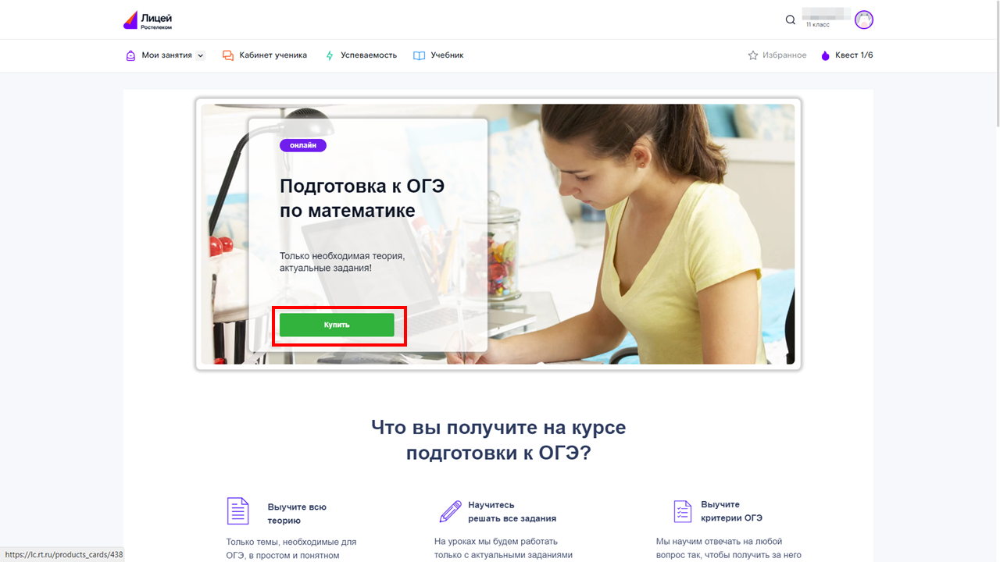 Лицей
Ростелеком
11 класс
Мои занятия
Кабинет ученика
Успеваемость
Учебник
Избранное
Квест 1/6
онлайн
Подготовка к ОГЭ
по математике
Только необходимая теория,
актуальные задания!
Купить
Что вы получите на курсе
подготовки к ОГЭ?
Выучите всю
теорию
Только темы, необходимые для
ОГЭ, в простом и понятном
Научитесь
решать все задания
На уроках мы будем работать
только с актуальными заданиями
Выучите
критерии ОГЭ
Мы научим отвечать на любой
вопрос так, чтобы получить за него
https://lc.rt.ru/products_cards/438